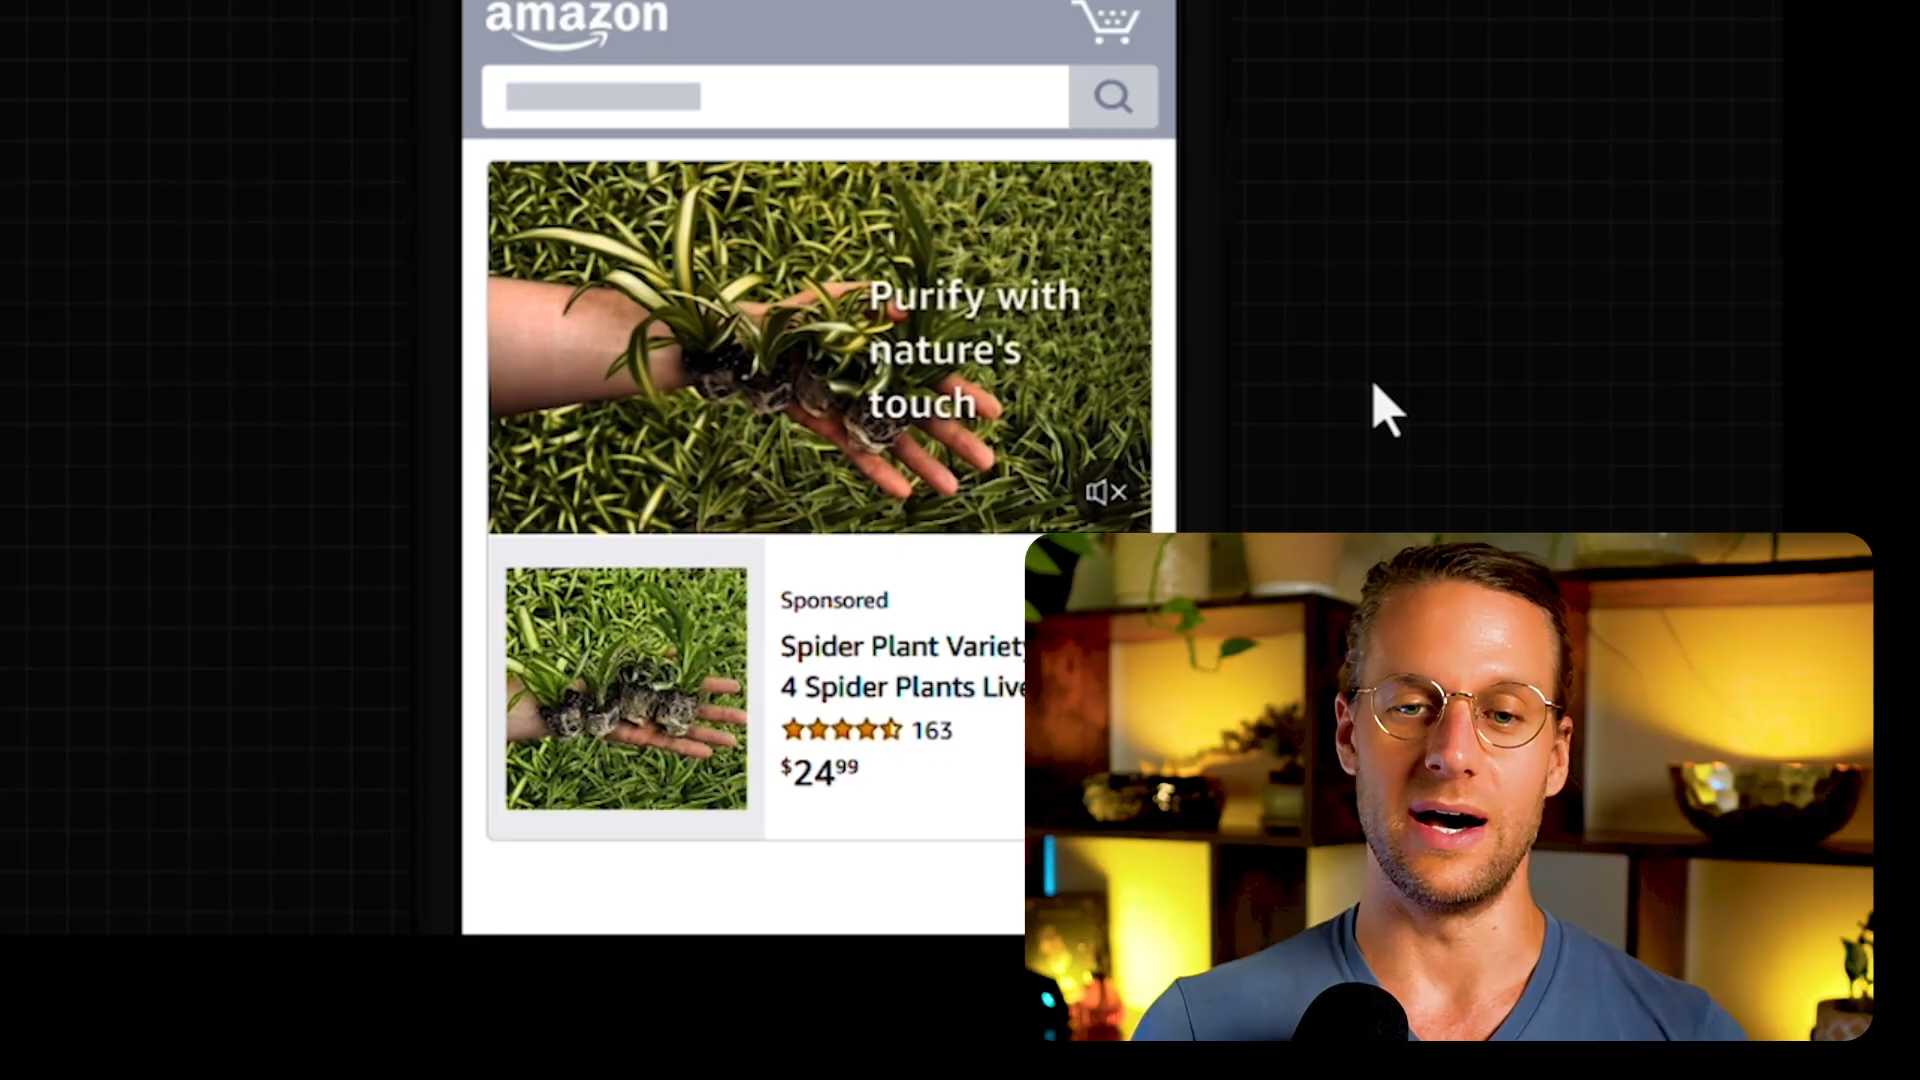 amazon
Purify with
nature's
touch
Sponsored
Spider Plant Variety
4 Spider Plants Live
163
$24.99